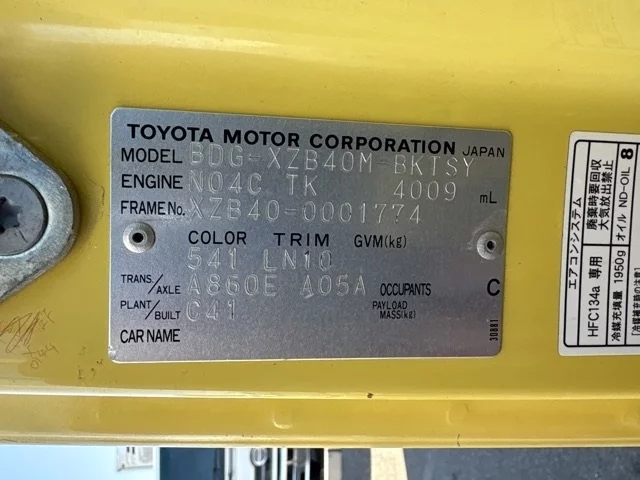 TOYOTA MOTOR CORPORATION JAPAN
MODEL BDG-XZB40M-BKTSY
ENGINE N04C TK 4009 mL
FRAME No. XZB40-0001774
COLOR TRIM GVM(kg)
541 LN10
TRANS./AXLE A860E A05A OCCUPANTS C
PLANT/BUILT C41 PAYLOAD MASS(kg)
CAR NAME
30881
エアコンシステム
廃棄時要回収
大気放出禁止
8
HFC134a 専用
冷媒充填量 1950g オイル ND-OIL